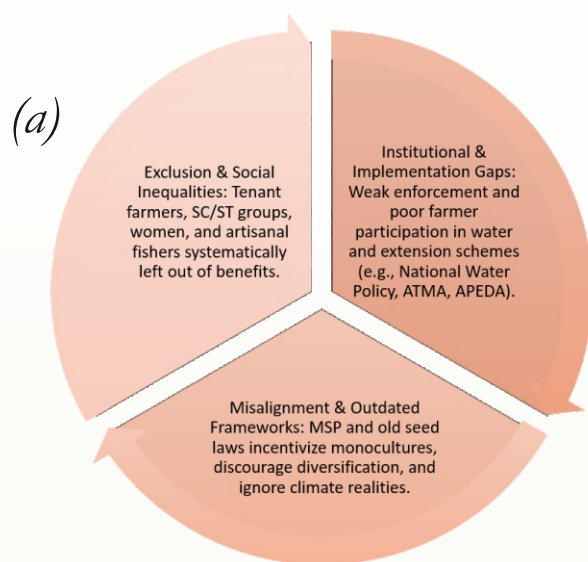 (a)
Exclusion & Social
Inequalities: Tenant
farmers, SC/ST groups,
women, and artisanal
fishers systematically
left out of benefits.
Institutional &
Implementation Gaps:
Weak enforcement and
poor farmer
participation in water
and extension schemes
(e.g., National Water
Policy, ATMA, APEDA).
Misalignment & Outdated
Frameworks: MSP and old seed
laws incentivize monocultures,
discourage diversification, and
ignore climate realities.